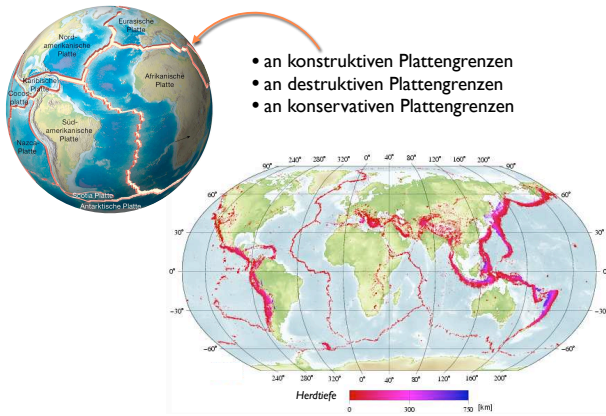 Eurasische
Platte
Nord-
amerikanische
Platte
Karibische
Platte
Cocos-
platte
Afrikanische
Platte
Süd-
amerikanische
Platte
Nazca-
Platte
Scotia Platte
Antarktische Platte
• an konstruktiven Plattengrenzen
• an destruktiven Plattengrenzen
• an konservativen Plattengrenzen
240° 280° 320° 0° 40° 80° 120° 160° 200°
90° 90°
60° 60°
30° 30°
0° 0°
-30° -30°
-60° -60°
240° 280° 320° 0° 40° 80° 120° 160° 200°
Herdtiefe
0 300 750 [km]